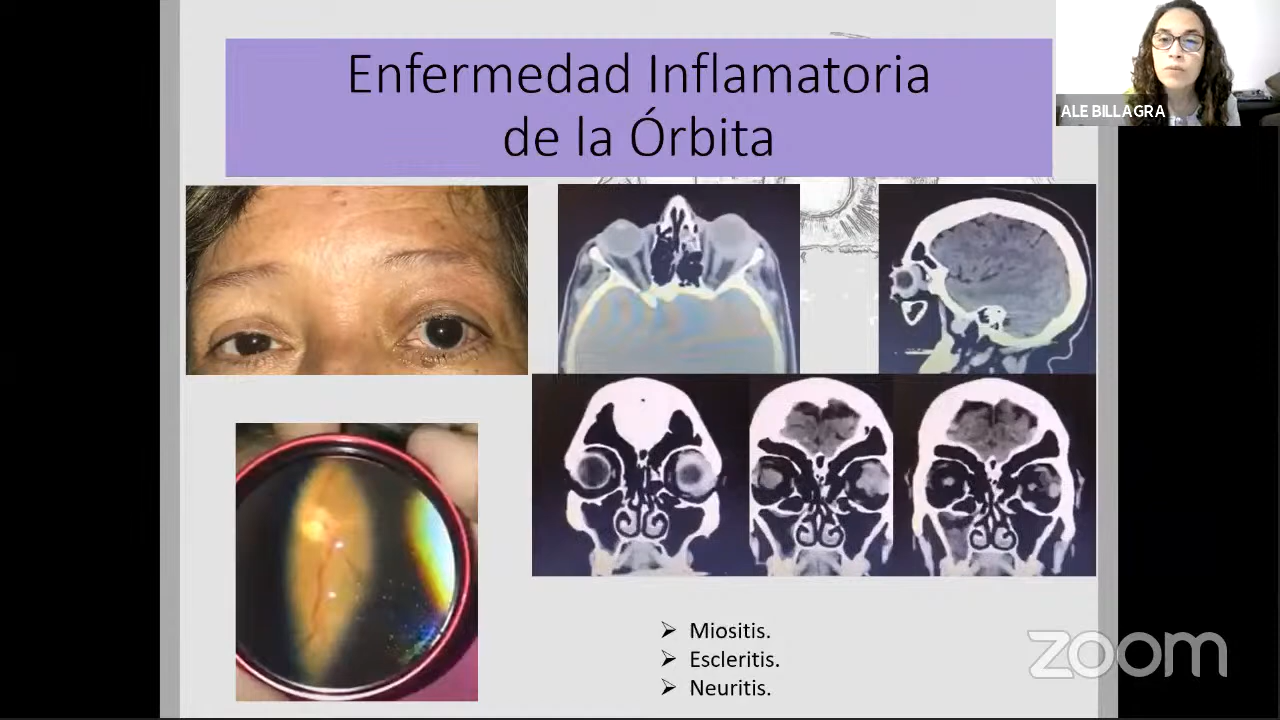 Enfermedad Inflamatoria
de la Órbita
ALE BILLAGRA
➢ Miositis.
➢ Escleritis.
➢ Neuritis.
zoom